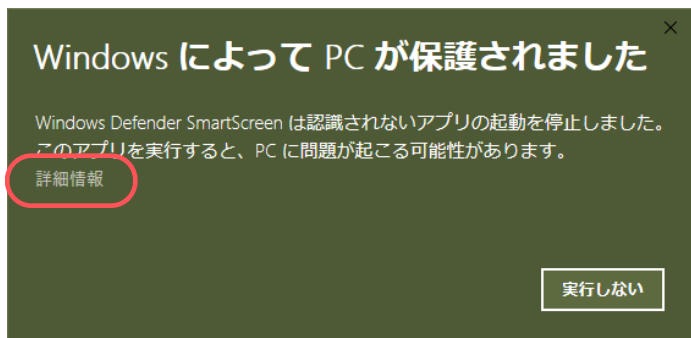 Windows によって PC が保護されました
Windows Defender SmartScreen は認識されないアプリの起動を停止しました。
このアプリを実行すると、PC に問題が起こる可能性があります。
詳細情報
実行しない